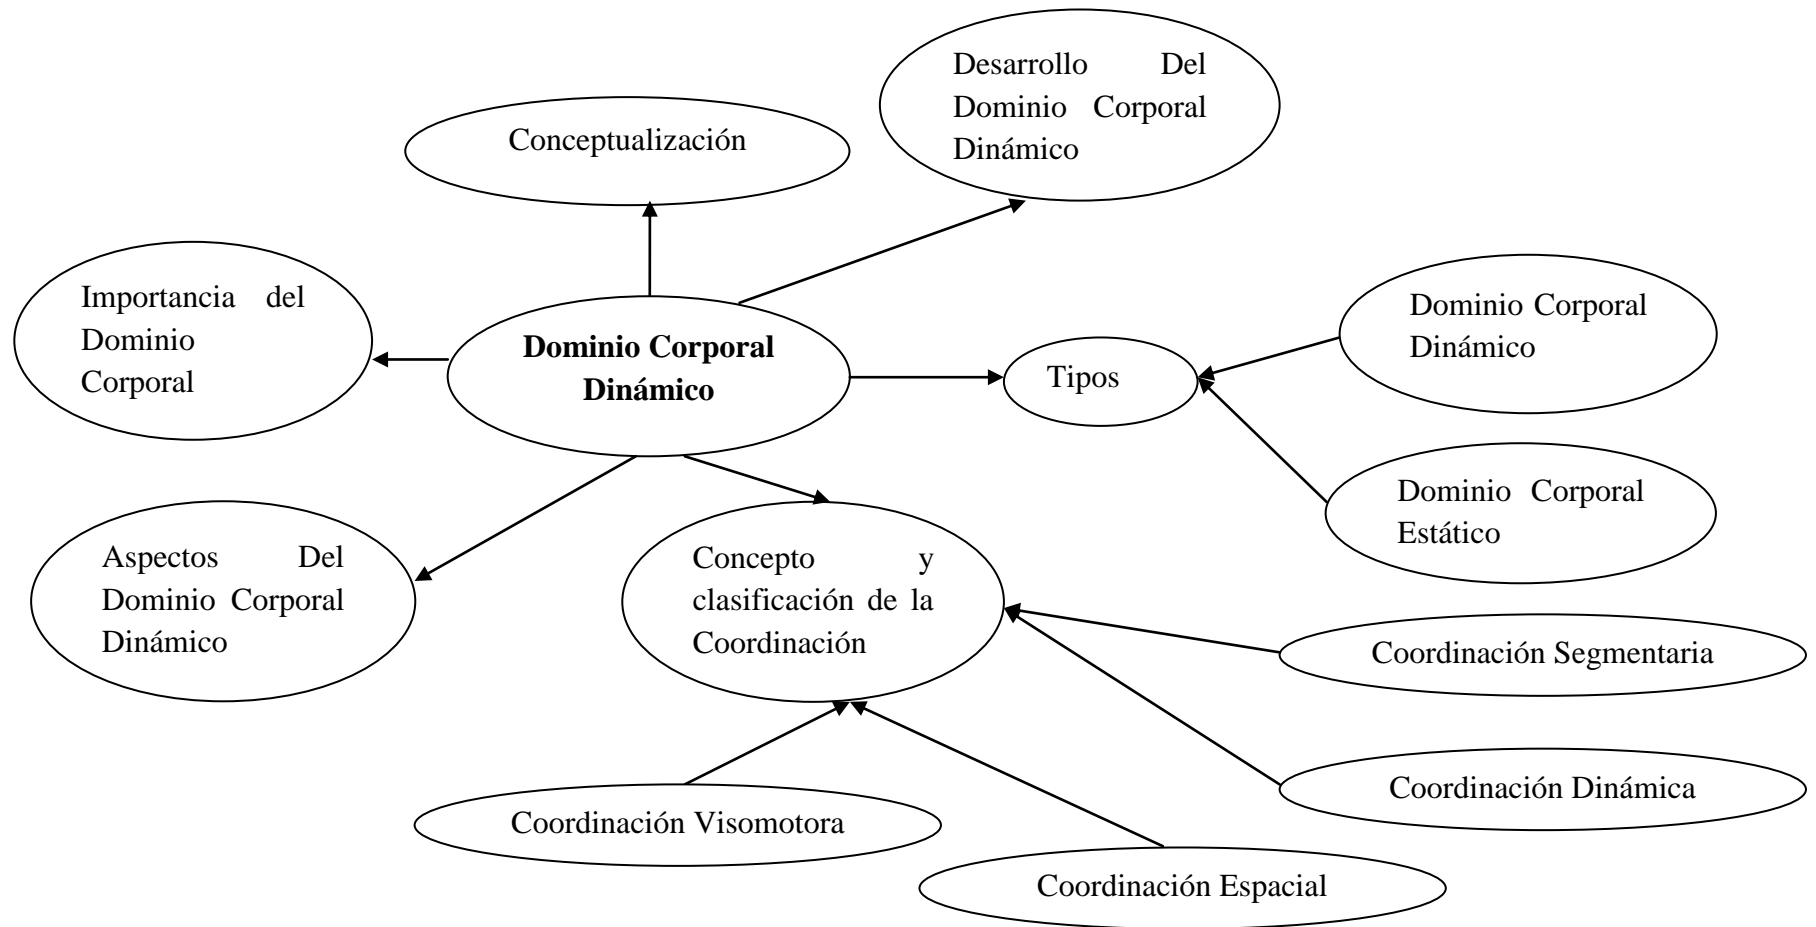 Desarrollo Del
Dominio Corporal
Dinámico
Conceptualización
Importancia del
Dominio
Corporal
Dominio Corporal
Dinámico
Tipos
Dominio Corporal
Dinámico
Dominio Corporal
Estático
Aspectos Del
Dominio Corporal
Dinámico
Concepto y
clasificación de la
Coordinación
Coordinación Segmentaria
Coordinación Dinámica
Coordinación Visomotora
Coordinación Espacial